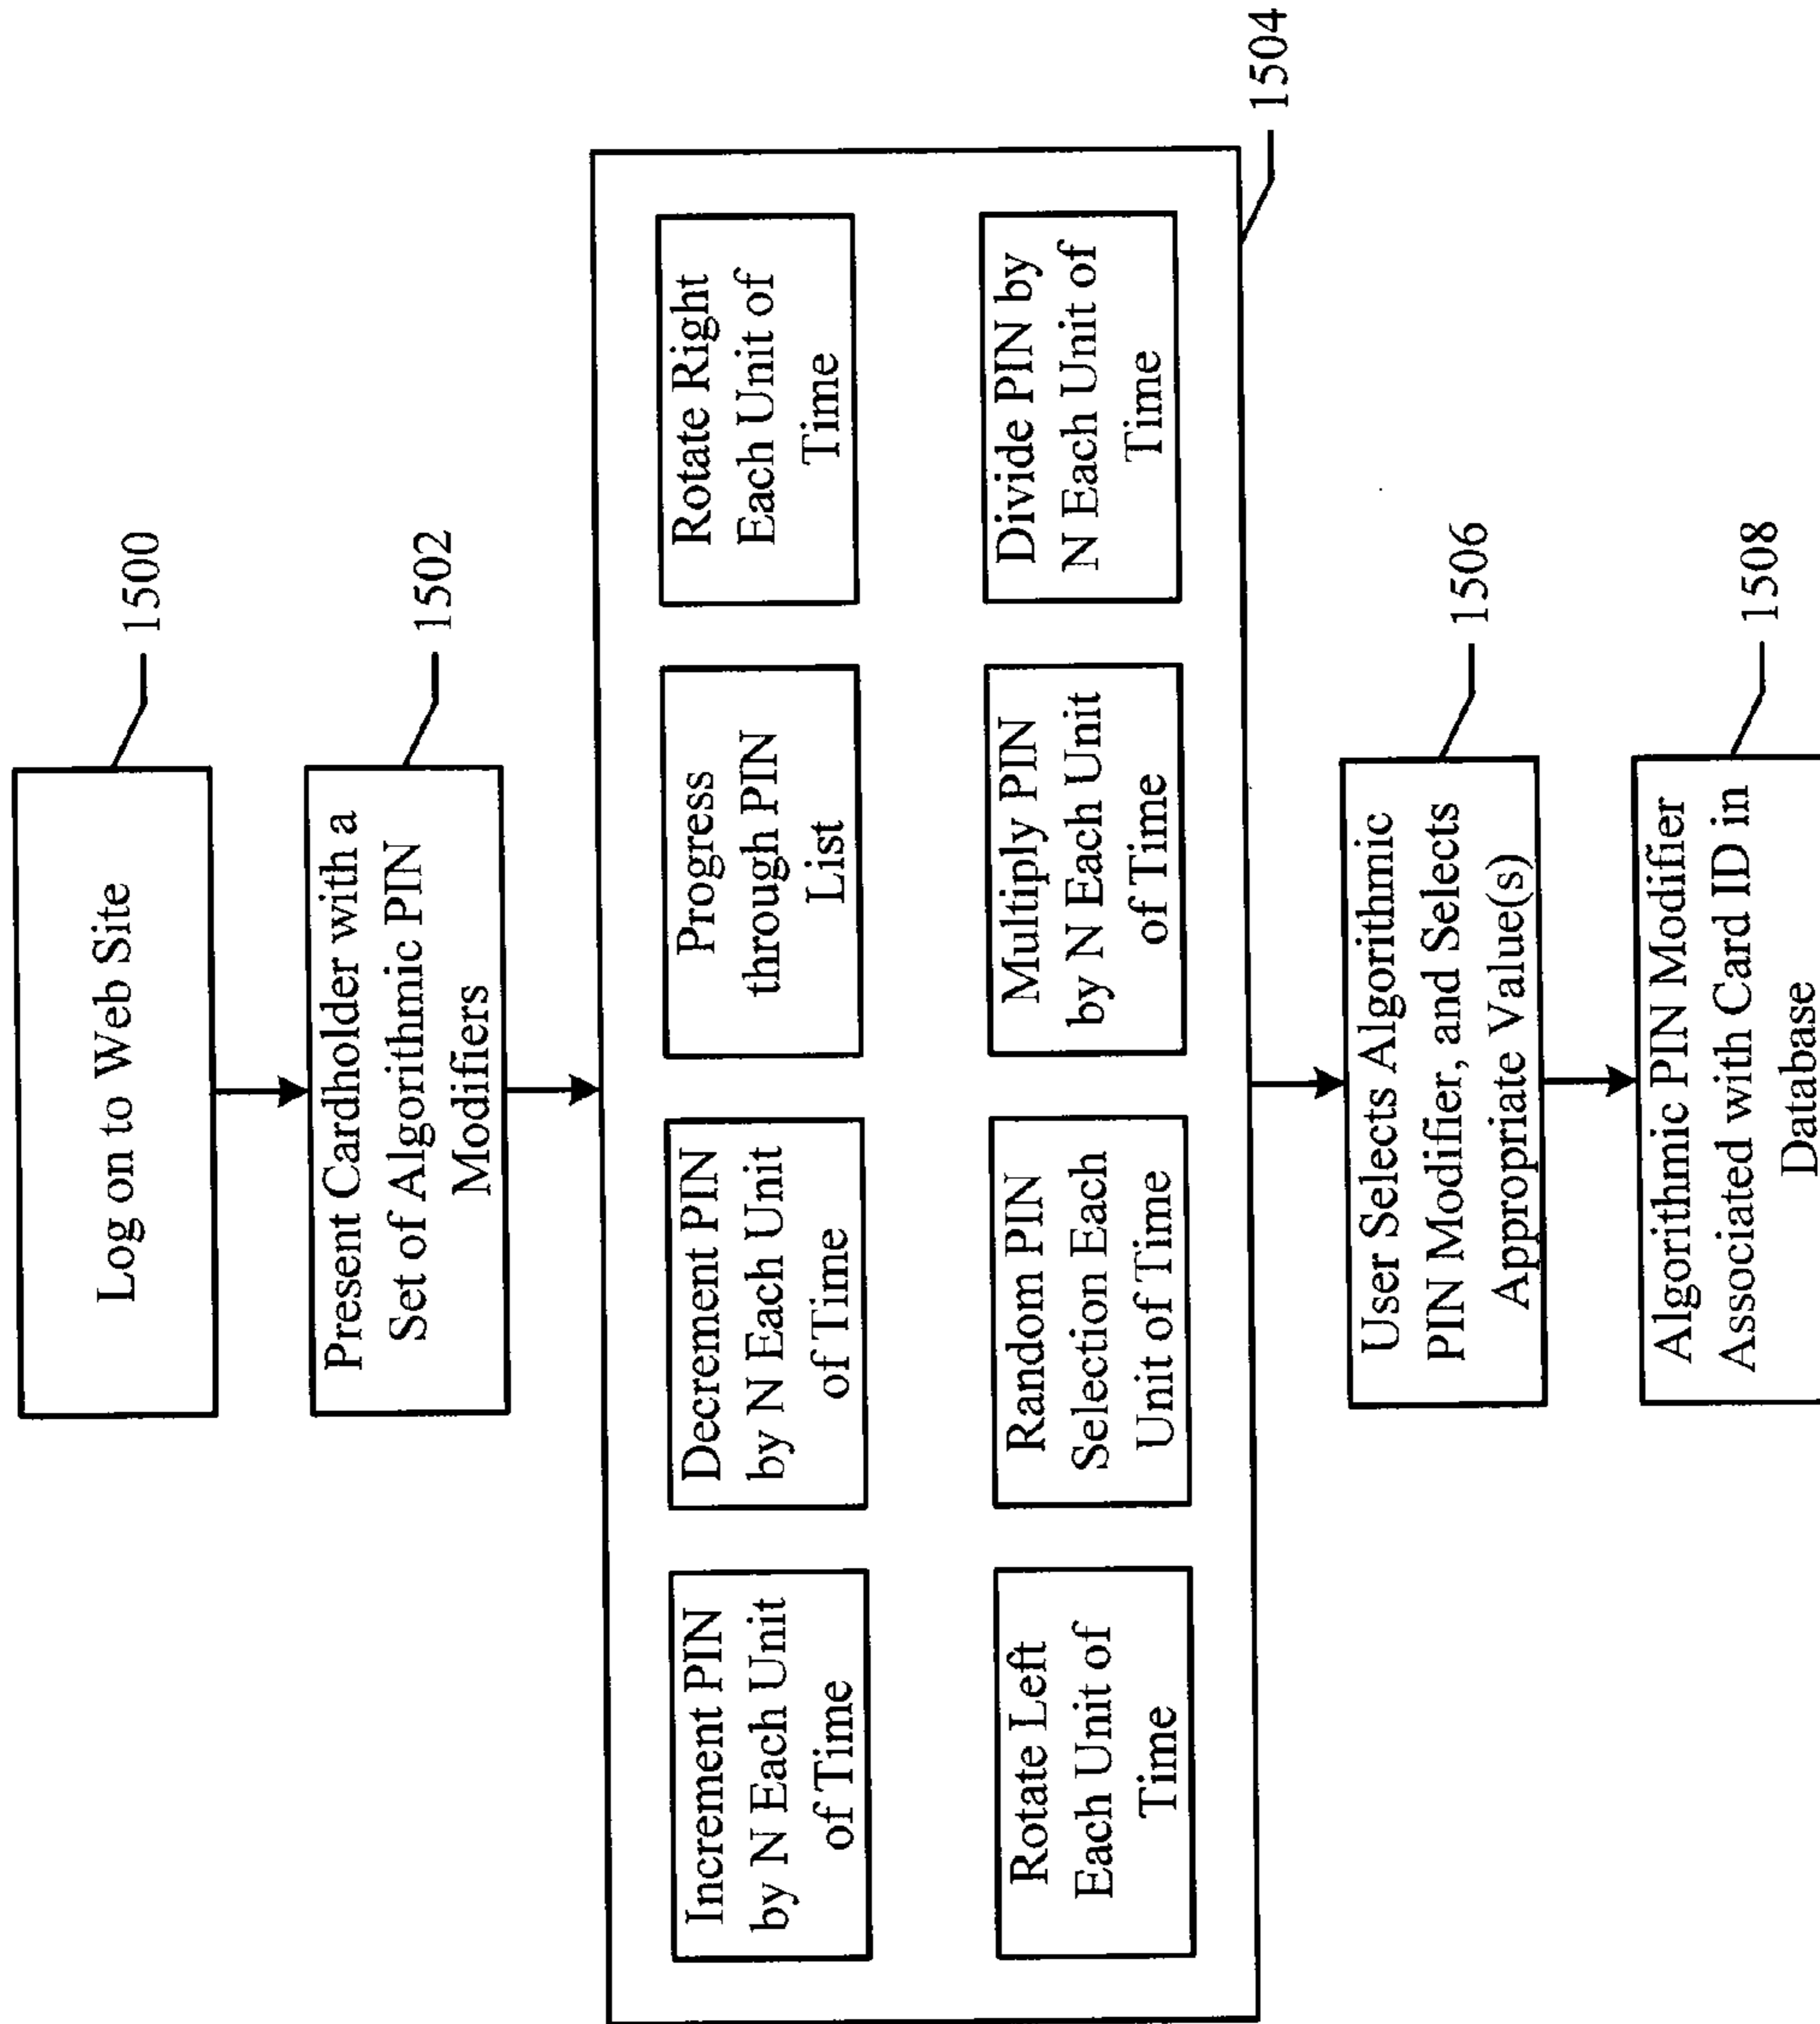 Log on to Web Site
1500
Present Cardholder with a
Set of Algorithmic PIN
Modifiers
1502
Increment PIN
by N Each Unit
of Time
Decrement PIN
by N Each Unit
of Time
Progress
through PIN
List
Rotate Right
Each Unit of
Time
Rotate Left
Each Unit of
Time
Random PIN
Selection Each
Unit of Time
Multiply PIN
by N Each Unit
of Time
Divide PIN by
N Each Unit of
Time
1504
User Selects Algorithmic
PIN Modifier, and Selects
Appropriate Value(s)
1506
Algorithmic PIN Modifier
Associated with Card ID in
Database
1508